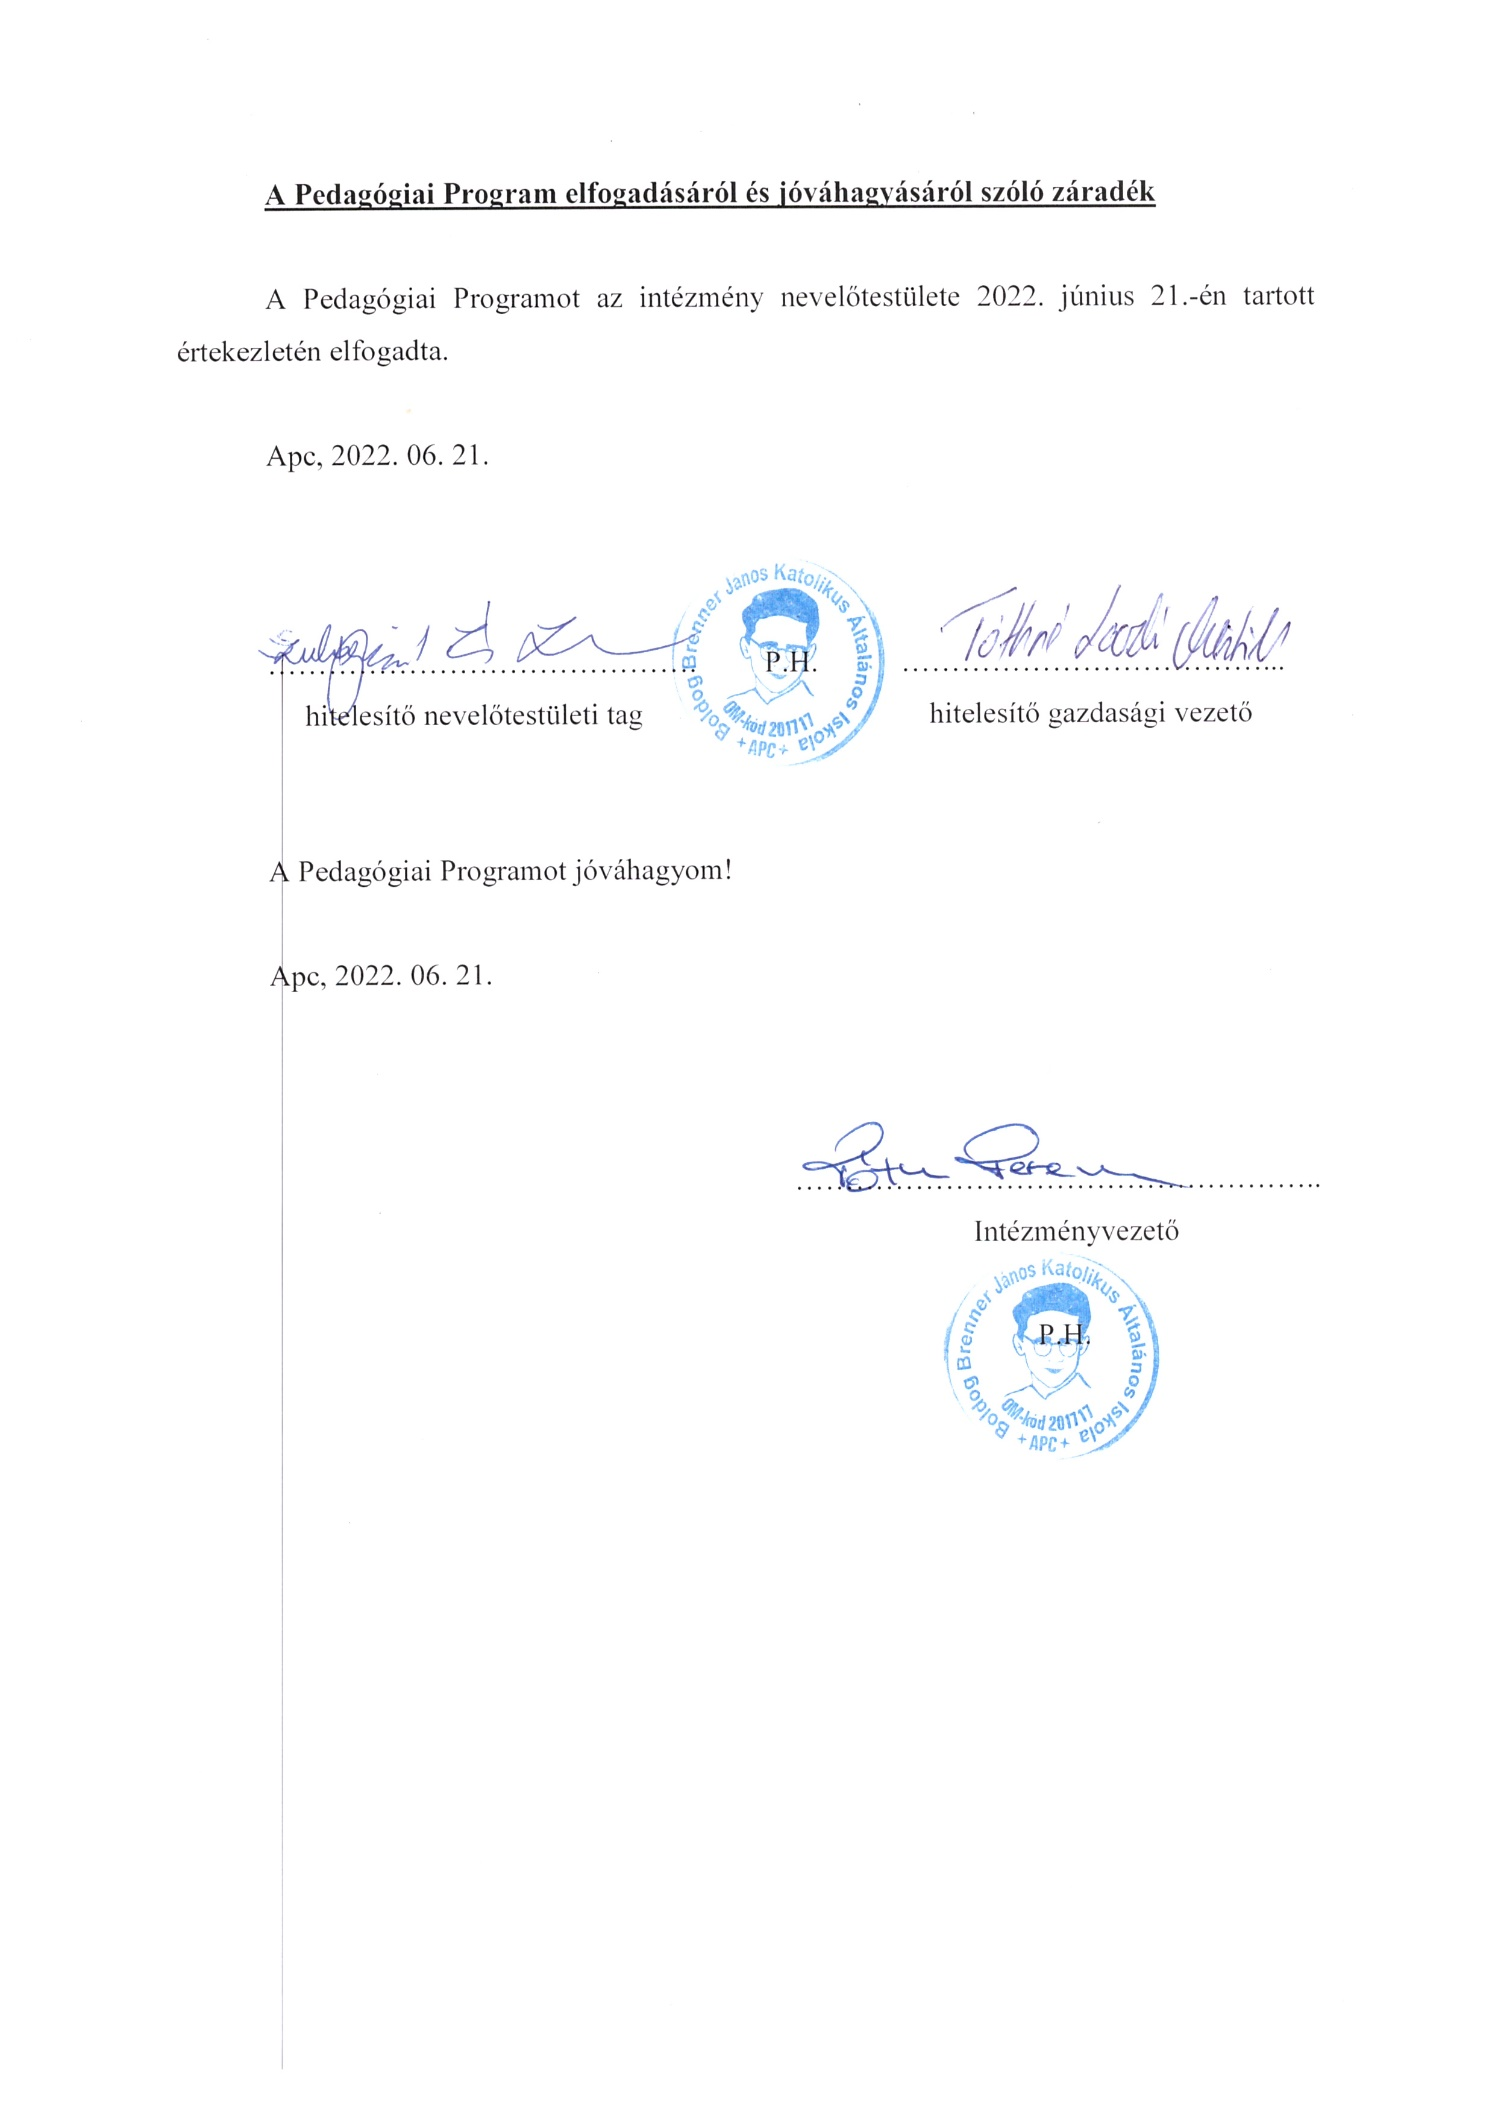 A Pedagógiai Program elfogadásáról és jóváhagyásáról szóló záradék
A Pedagógiai Programot az intézmény nevelőtestülete 2022. június 21.-én tartott
értekezletén elfogadta.
Apc, 2022. 06. 21.
Tóthné
Boldog Brenner János Katolikus Általános Iskola
P.H.
OM-kód 201717
+ APC +
hitelesítő nevelőtestületi tag
hitelesítő gazdasági vezető
A Pedagógiai Programot jóváhagyom!
Apc, 2022. 06. 21.
Tóth Ferenc
Intézményvezető
Boldog Brenner János Katolikus Általános Iskola
P.H.
OM-kód 201717
+ APC +